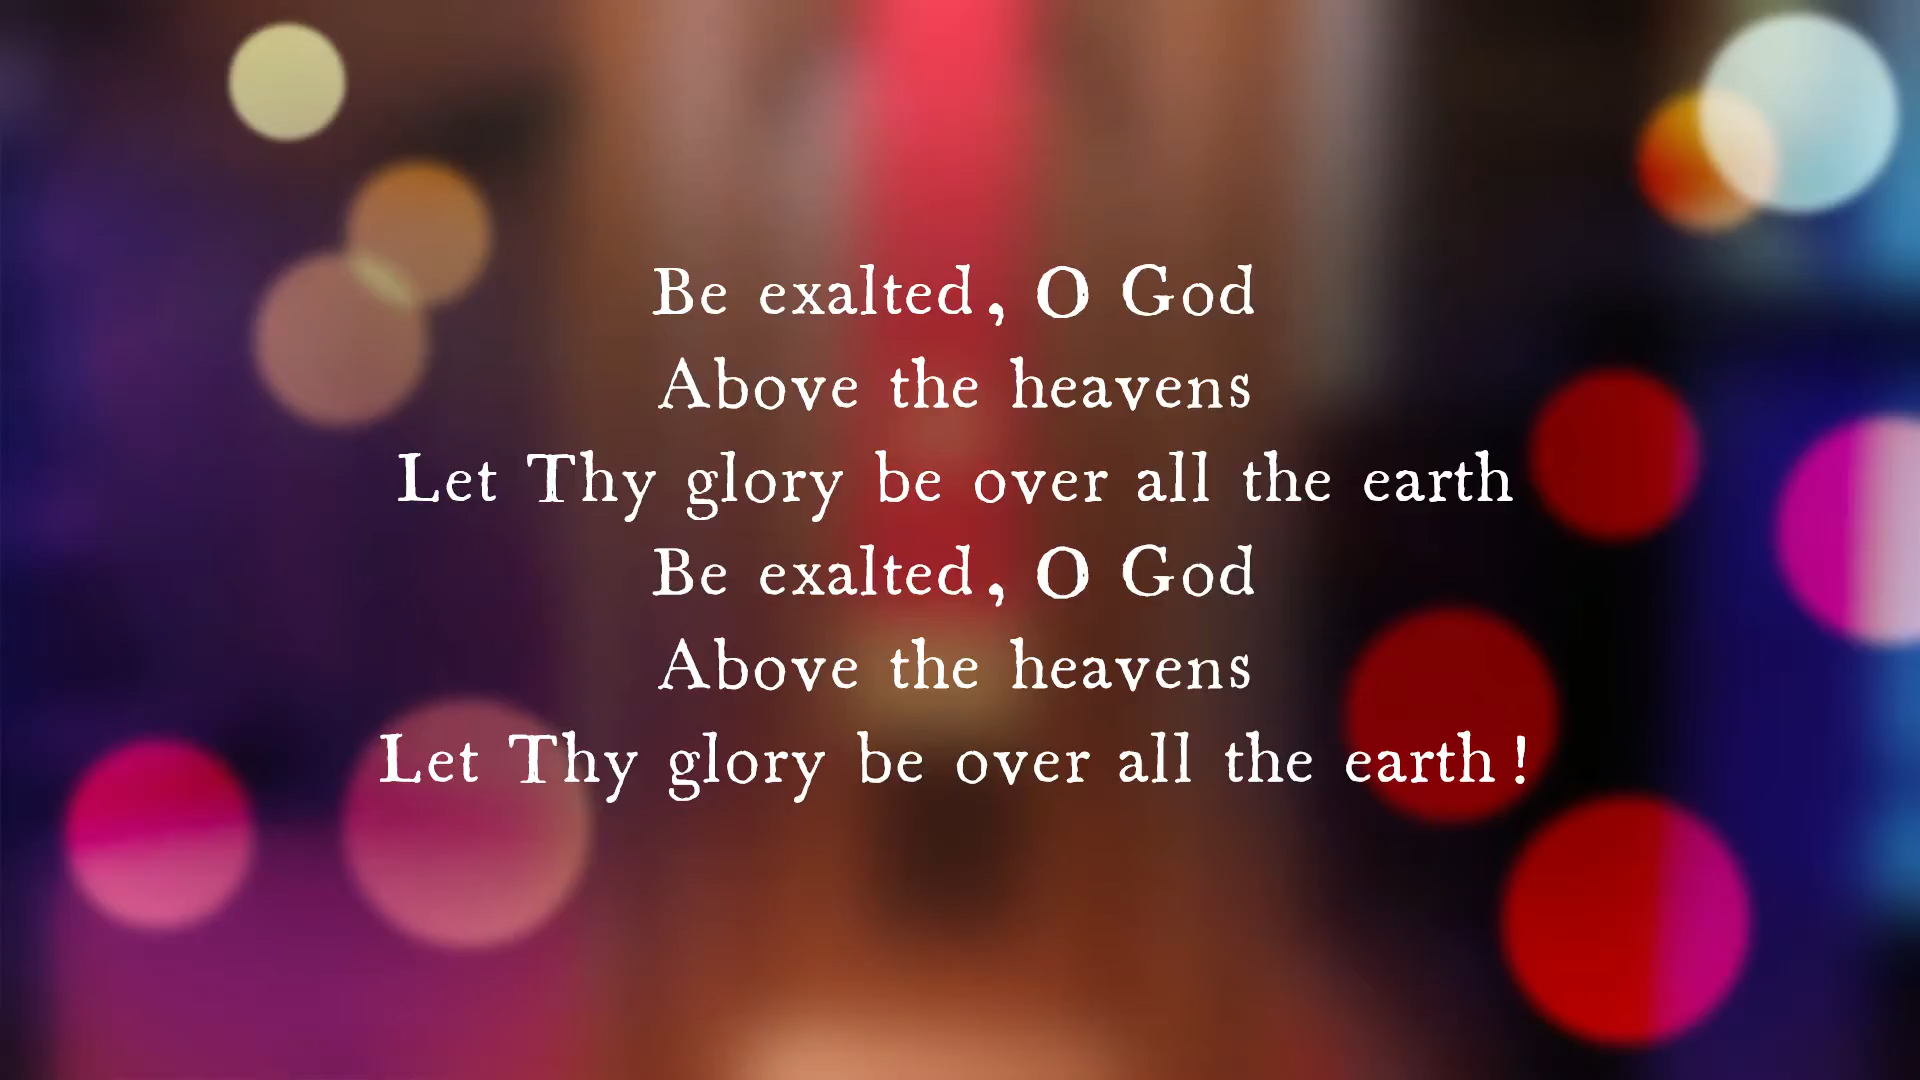 Be exalted, O God
Above the heavens
Let Thy glory be over all the earth
Be exalted, O God
Above the heavens
Let Thy glory be over all the earth!